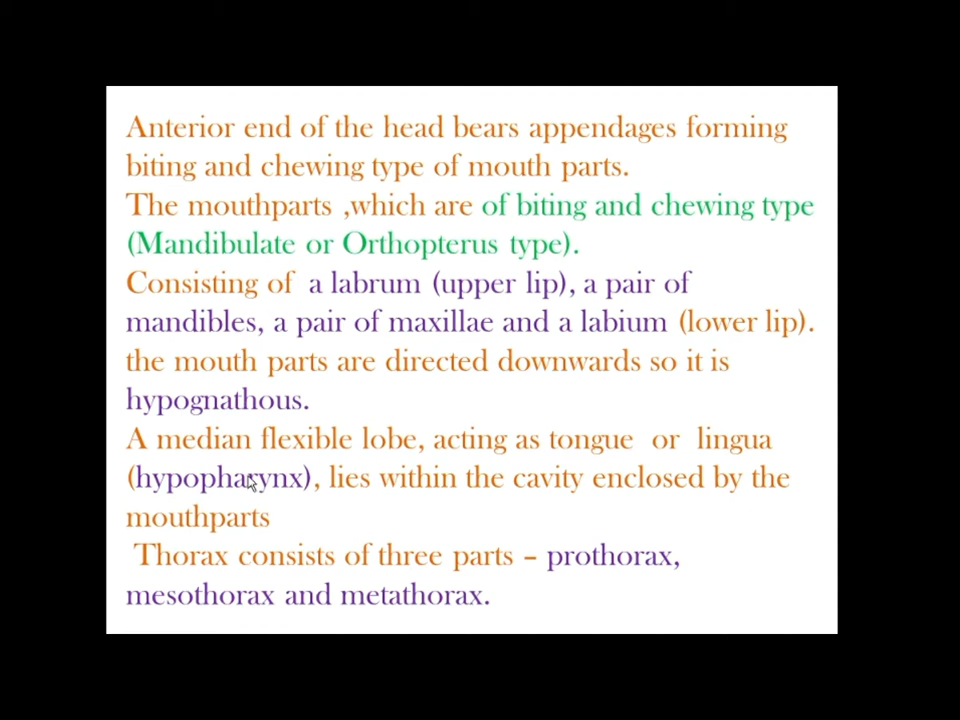 Anterior end of the head bears appendages forming
biting and chewing type of mouth parts.
The mouthparts ,which are of biting and chewing type
(Mandibulate or Orthopterus type).
Consisting of a labrum (upper lip), a pair of
mandibles, a pair of maxillae and a labium (lower lip).
the mouth parts are directed downwards so it is
hypognathous.
A median flexible lobe, acting as tongue or lingua
(hypopharynx), lies within the cavity enclosed by the
mouthparts
Thorax consists of three parts – prothorax,
mesothorax and metathorax.